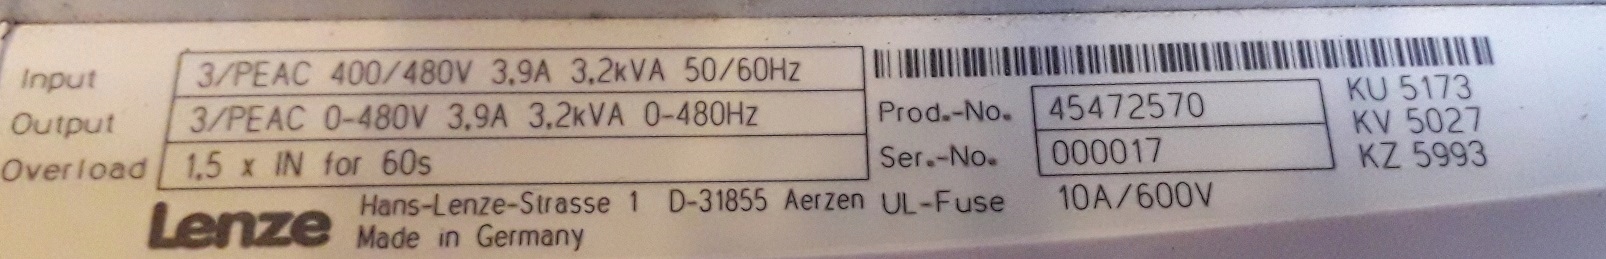 Input 3/PEAC 400/480V 3,9A 3,2kVA 50/60Hz
Output 3/PEAC 0-480V 3,9A 3,2kVA 0-480Hz
Overload 1,5 x IN for 60s
Lenze
Hans-Lenze-Strasse 1 D-31855 Aerzen
Made in Germany
Prod.-No. 45472570
Ser.-No. 000017
UL-Fuse 10A/600V
KU 5173
KV 5027
KZ 5993